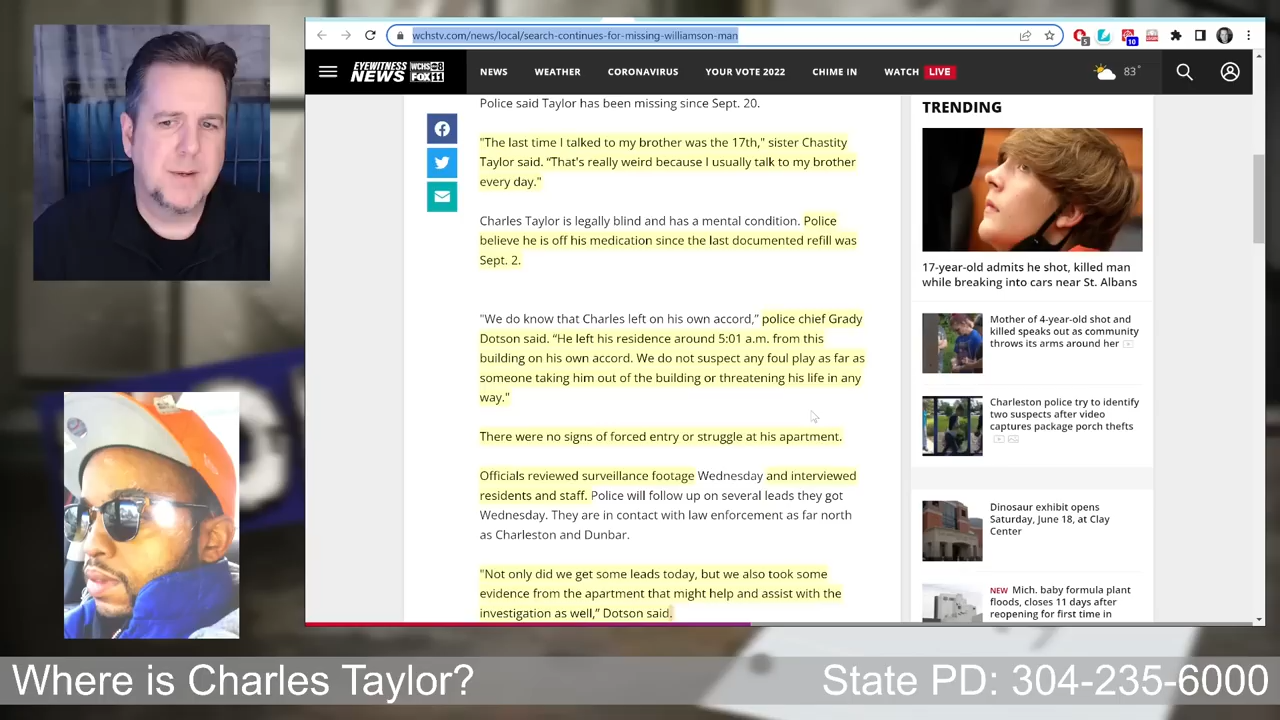 wchstv.com/news/local/search-continues-for-missing-williamson-man
5
10
EYEWITNESS
NEWS
WCHS 8
FOX 11
NEWS WEATHER CORONAVIRUS YOUR VOTE 2022 CHIME IN WATCH LIVE 83°
Police said Taylor has been missing since Sept. 20.
"The last time I talked to my brother was the 17th," sister Chastity
Taylor said. “That's really weird because I usually talk to my brother
every day."
Charles Taylor is legally blind and has a mental condition. Police
believe he is off his medication since the last documented refill was
Sept. 2.
"We do know that Charles left on his own accord,” police chief Grady
Dotson said. “He left his residence around 5:01 a.m. from this
building on his own accord. We do not suspect any foul play as far as
someone taking him out of the building or threatening his life in any
way."
There were no signs of forced entry or struggle at his apartment.
Officials reviewed surveillance footage Wednesday and interviewed
residents and staff. Police will follow up on several leads they got
Wednesday. They are in contact with law enforcement as far north
as Charleston and Dunbar.
"Not only did we get some leads today, but we also took some
evidence from the apartment that might help and assist with the
investigation as well,” Dotson said.
TRENDING
17-year-old admits he shot, killed man
while breaking into cars near St. Albans
Mother of 4-year-old shot and
killed speaks out as community
throws its arms around her
Charleston police try to identify
two suspects after video
captures package porch thefts
Dinosaur exhibit opens
Saturday, June 18, at Clay
Center
NEW Mich. baby formula plant
floods, closes 11 days after
reopening for first time in
Where is Charles Taylor?
State PD: 304-235-6000